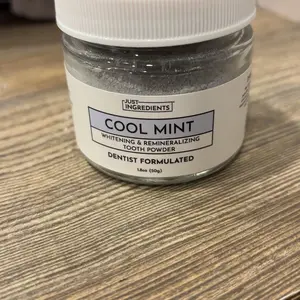 JUST
INGREDIENTS
COOL MINT
WHITENING & REMINERALIZING
TOOTH POWDER
DENTIST FORMULATED
1.8oz (50g)